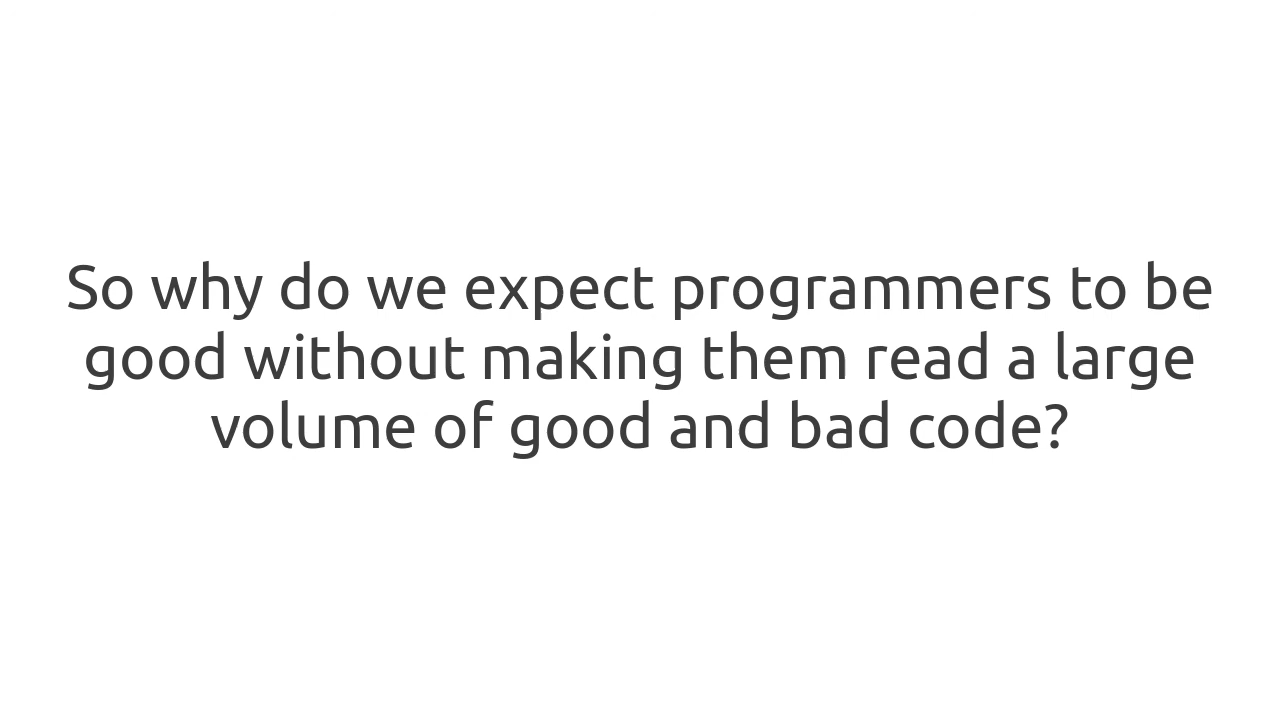 So why do we expect programmers to be
good without making them read a large
volume of good and bad code?